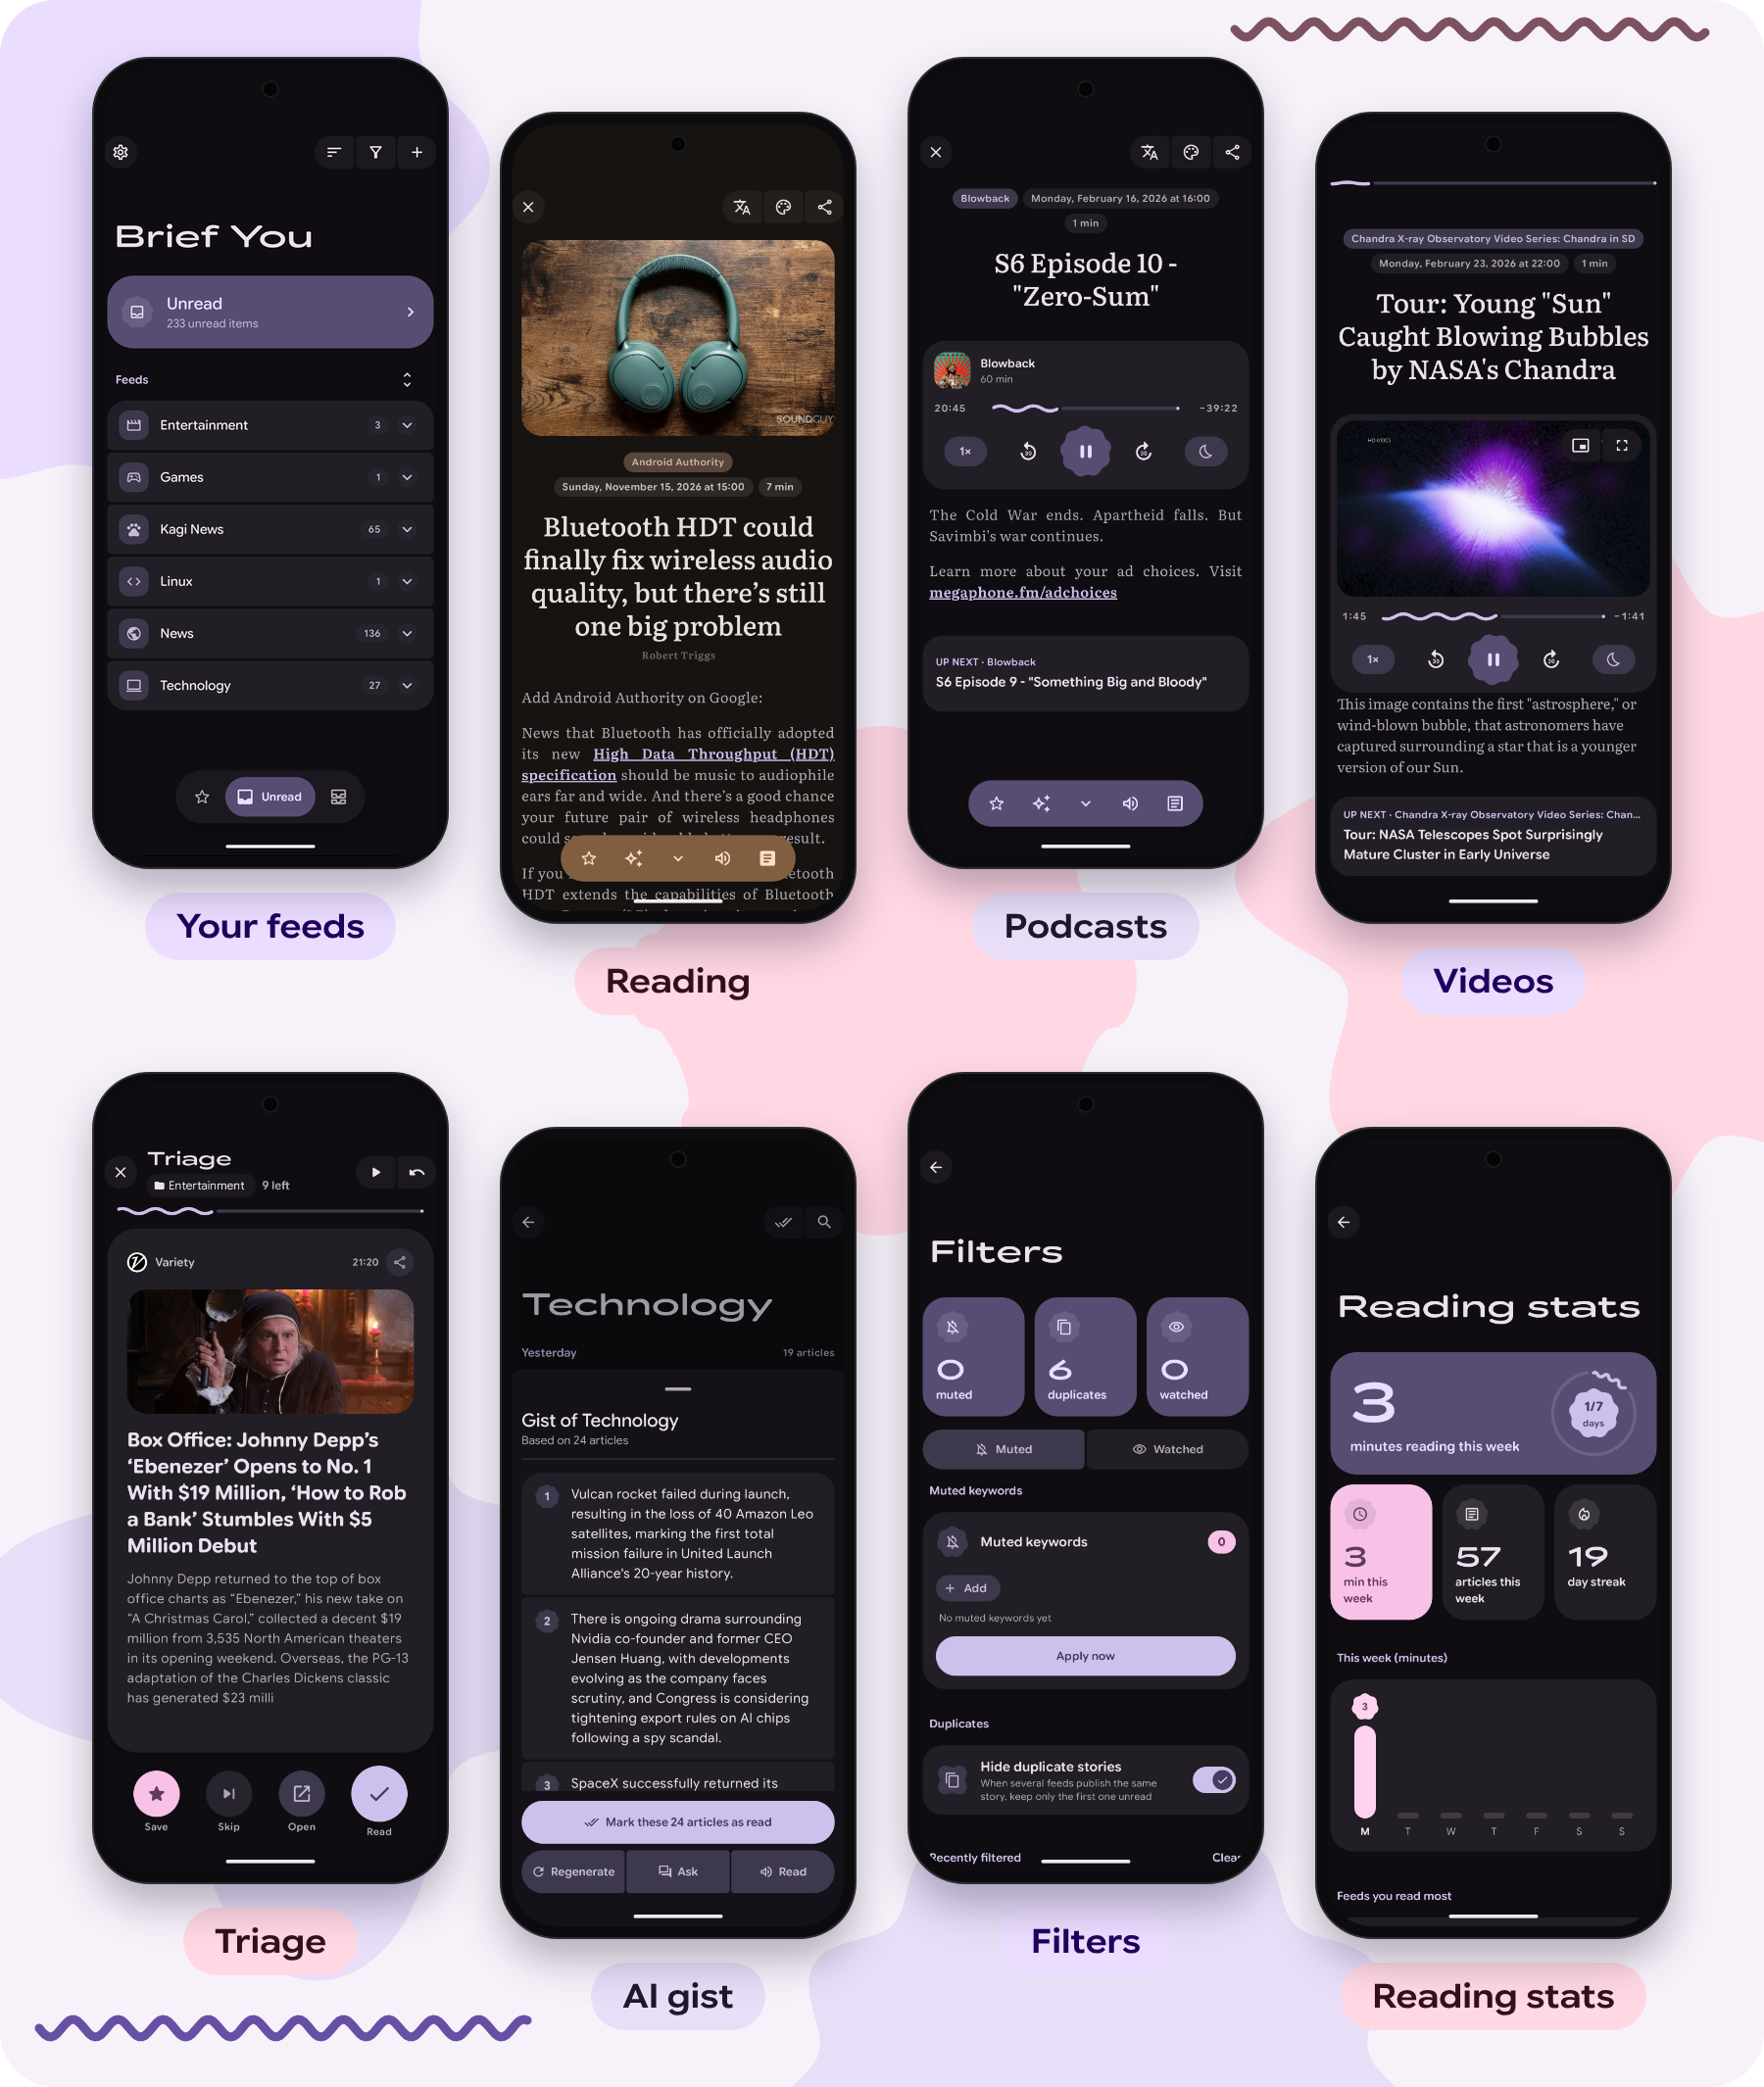 Brief You
Unread
233 unread items
Feeds
Entertainment 3
Games 1
Kagi News 65
Linux 1
News 136
Technology 27
Unread
Your feeds
SOUNDGUY
Android Authority
Sunday, November 15, 2026 at 15:00 7 min
Bluetooth HDT could
finally fix wireless audio
quality, but there’s still
one big problem
Robert Triggs
Add Android Authority on Google:
News that Bluetooth has officially adopted
its new High Data Throughput (HDT)
specification should be music to audiophile
ears far and wide. And there’s a good chance
your future pair of wireless headphones
could result.
If you
HDT extends the capabilities of Bluetooth
Reading
Blowback Monday, February 16, 2026 at 16:00
1 min
S6 Episode 10 -
"Zero-Sum"
Blowback
60 min
20:45 -39:22
1×
The Cold War ends. Apartheid falls. But
Savimbi's war continues.
Learn more about your ad choices. Visit
megaphone.fm/adchoices
UP NEXT · Blowback
S6 Episode 9 - "Something Big and Bloody"
Podcasts
Chandra X-ray Observatory Video Series: Chandra in SD
Monday, February 23, 2026 at 22:00 1 min
Tour: Young "Sun"
Caught Blowing Bubbles
by NASA's Chandra
1:45 -1:41
1×
This image contains the first "astrosphere," or
wind-blown bubble, that astronomers have
captured surrounding a star that is a younger
version of our Sun.
UP NEXT · Chandra X-ray Observatory Video Series: Chan...
Tour: NASA Telescopes Spot Surprisingly
Mature Cluster in Early Universe
Videos
Triage
Entertainment 9 left
Variety 21:20
Box Office: Johnny Depp’s
‘Ebenezer’ Opens to No. 1
With $19 Million, ‘How to Rob
a Bank’ Stumbles With $5
Million Debut
Johnny Depp returned to the top of box
office charts as “Ebenezer,” his new take on
“A Christmas Carol,” collected a decent $19
million from 3,535 North American theaters
in its opening weekend. Overseas, the PG-13
adaptation of the Charles Dickens classic
has generated $23 milli
Save Skip Open Read
Triage
Technology
Yesterday 19 articles
Gist of Technology
Based on 24 articles
1 Vulcan rocket failed during launch,
resulting in the loss of 40 Amazon Leo
satellites, marking the first total
mission failure in United Launch
Alliance's 20-year history.
2 There is ongoing drama surrounding
Nvidia co-founder and former CEO
Jensen Huang, with developments
evolving as the company faces
scrutiny, and Congress is considering
tightening export rules on AI chips
following a spy scandal.
3 SpaceX successfully returned its
Mark these 24 articles as read
Regenerate Ask Read
AI gist
Filters
0 6 0
muted duplicates watched
Muted Watched
Muted keywords
Muted keywords 0
+ Add
No muted keywords yet
Apply now
Duplicates
Hide duplicate stories
When several feeds publish the same
story, keep only the first one unread
Recently filtered Clear
Filters
Reading stats
3 1/7
days
minutes reading this week
3 57 19
min this articles this day streak
week week
This week (minutes)
3
M T W T F S S
Feeds you read most
Reading stats